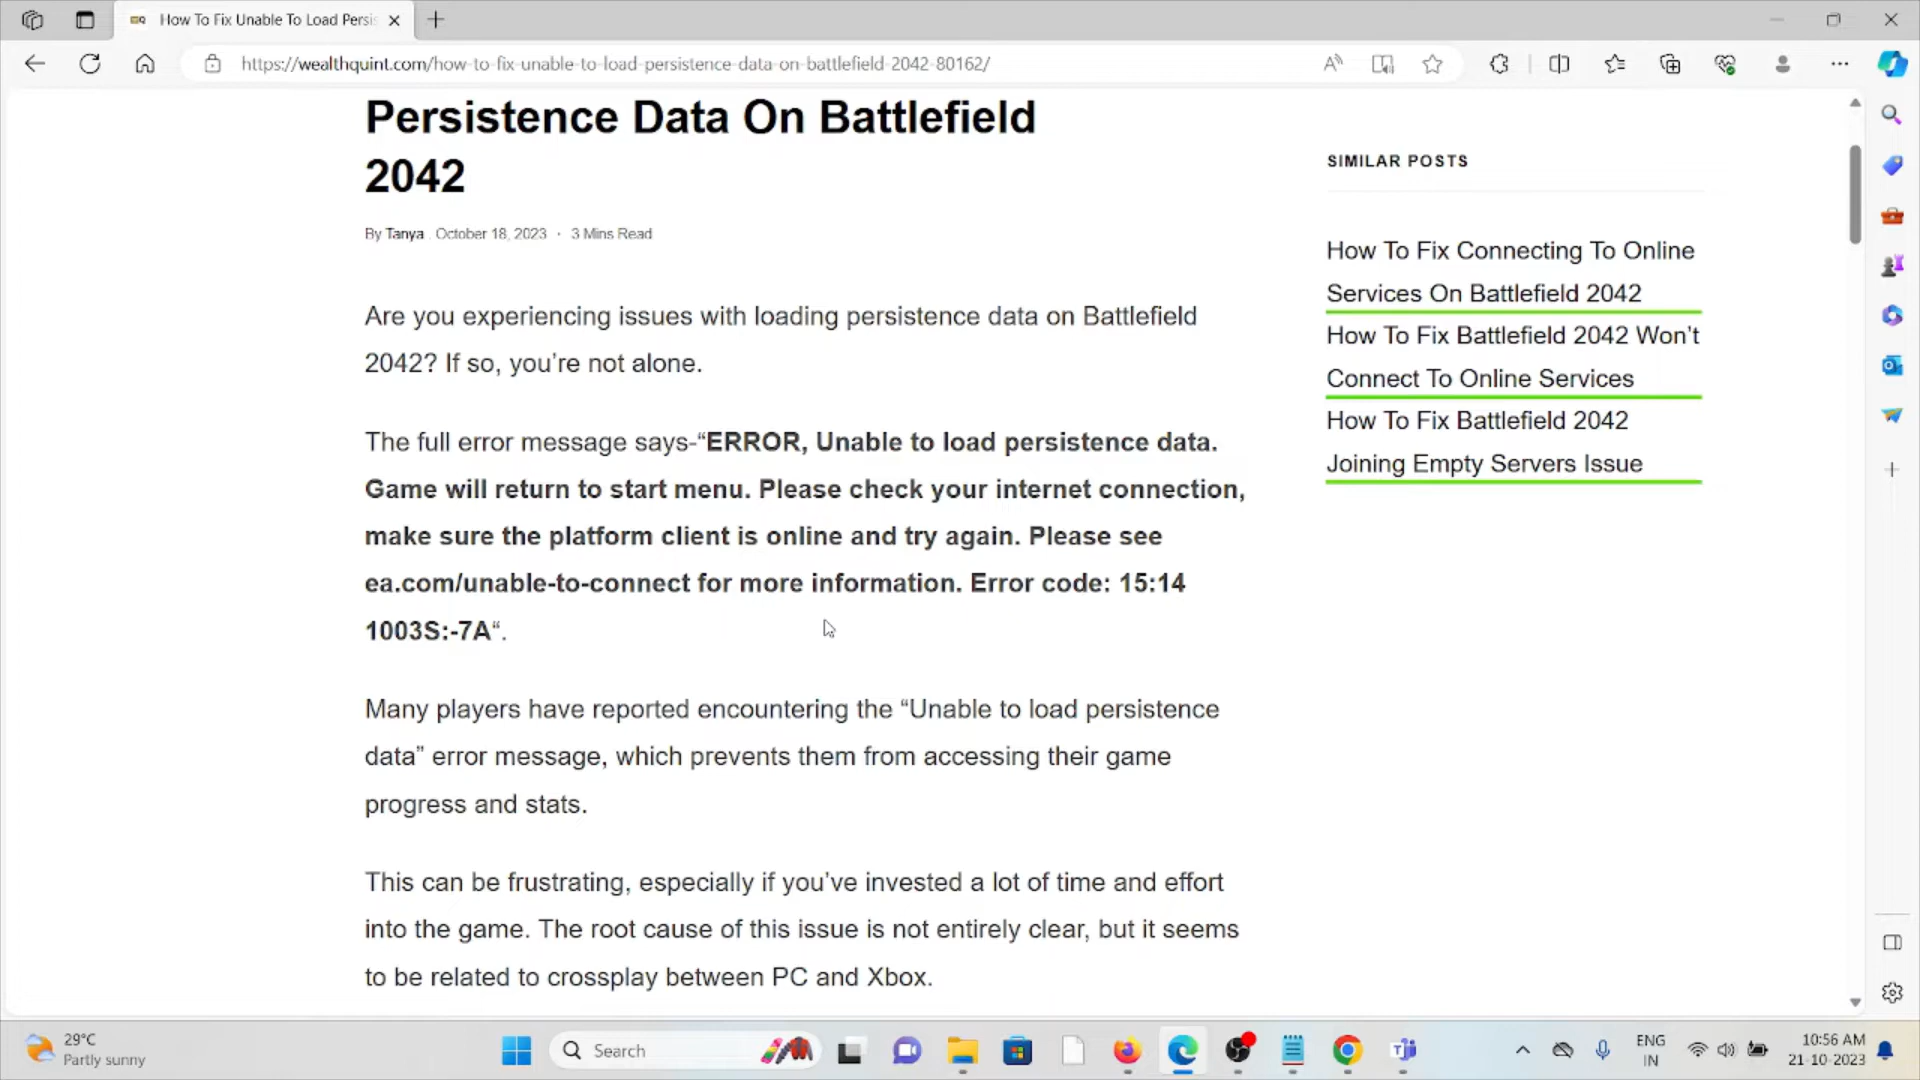 How To Fix Unable To Load Persis
https://wealthquint.com/how-to-fix-unable-to-load-persistence-data-on-battlefield-2042-80162/
Persistence Data On Battlefield
2042
By Tanya . October 18, 2023 · 3 Mins Read
Are you experiencing issues with loading persistence data on Battlefield
2042? If so, you’re not alone.
The full error message says-“ERROR, Unable to load persistence data.
Game will return to start menu. Please check your internet connection,
make sure the platform client is online and try again. Please see
ea.com/unable-to-connect for more information. Error code: 15:14
1003S:-7A“.
Many players have reported encountering the “Unable to load persistence
data” error message, which prevents them from accessing their game
progress and stats.
This can be frustrating, especially if you’ve invested a lot of time and effort
into the game. The root cause of this issue is not entirely clear, but it seems
to be related to crossplay between PC and Xbox.
SIMILAR POSTS
How To Fix Connecting To Online
Services On Battlefield 2042
How To Fix Battlefield 2042 Won’t
Connect To Online Services
How To Fix Battlefield 2042
Joining Empty Servers Issue
29°C
Partly sunny
Search
ENG
IN
10:56 AM
21-10-2023